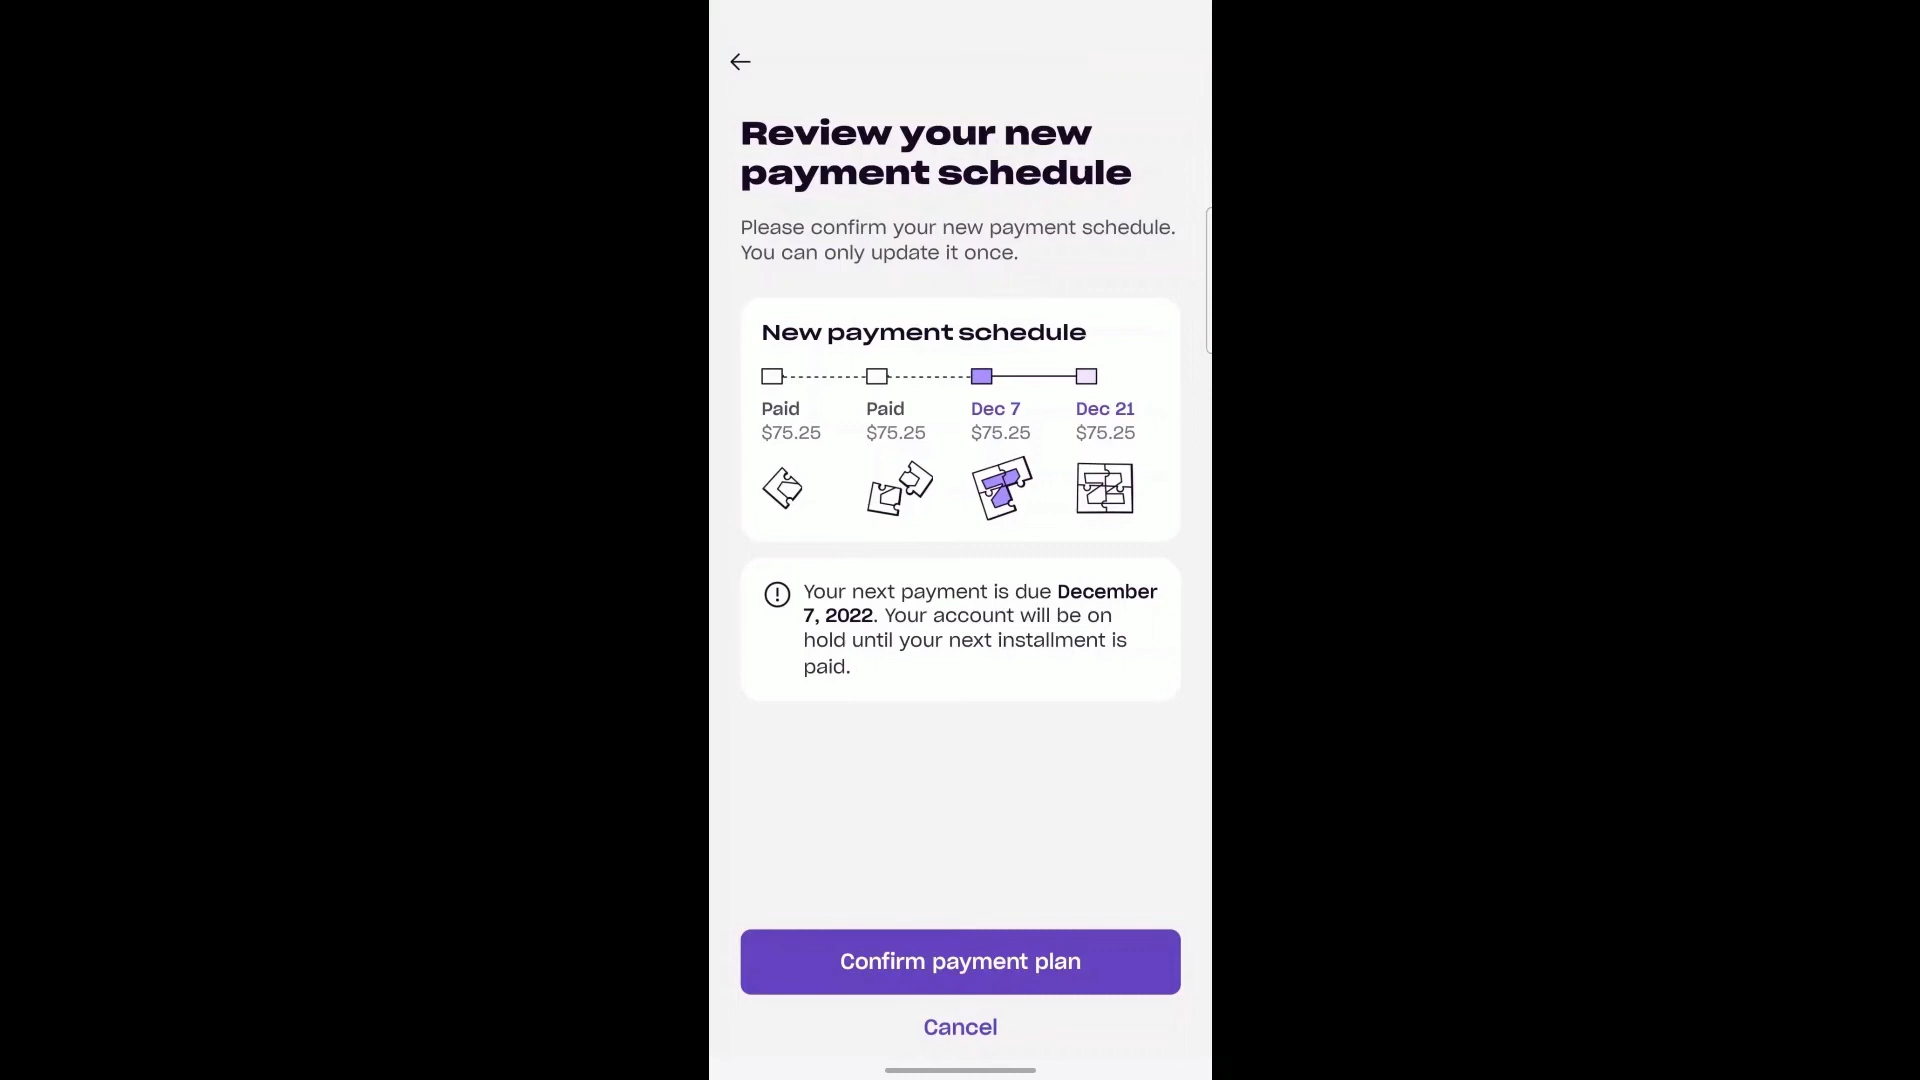 Review your new
payment schedule
Please confirm your new payment schedule.
You can only update it once.
New payment schedule
Paid Paid Dec 7 Dec 21
$75.25 $75.25 $75.25 $75.25
Your next payment is due December
7, 2022. Your account will be on
hold until your next installment is
paid.
Confirm payment plan
Cancel